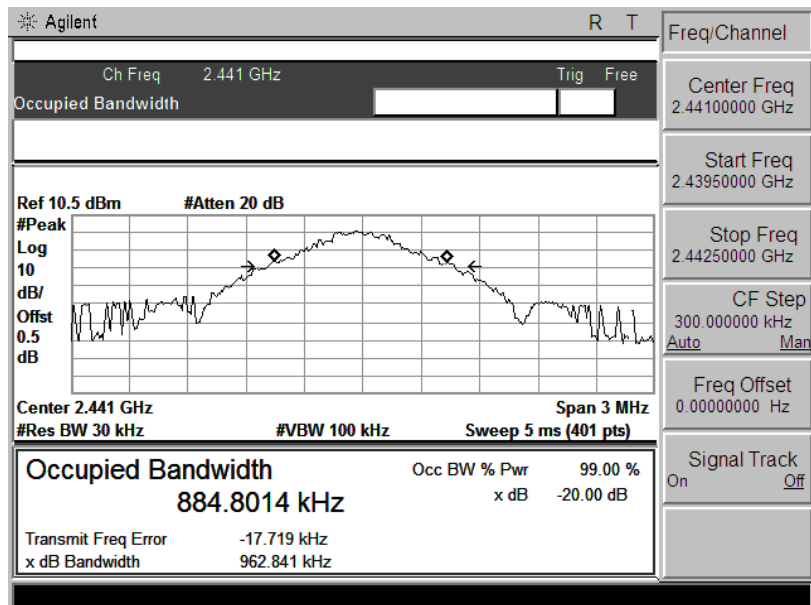 Agilent R T
Ch Freq 2.441 GHz Trig Free
Occupied Bandwidth
Ref 10.5 dBm #Atten 20 dB
#Peak
Log
10
dB/
Offst
0.5
dB
Center 2.441 GHz Span 3 MHz
#Res BW 30 kHz #VBW 100 kHz Sweep 5 ms (401 pts)
Occupied Bandwidth Occ BW % Pwr 99.00 %
884.8014 kHz x dB -20.00 dB
Transmit Freq Error -17.719 kHz
x dB Bandwidth 962.841 kHz
Freq/Channel
Center Freq
2.44100000 GHz
Start Freq
2.43950000 GHz
Stop Freq
2.44250000 GHz
CF Step
300.000000 kHz
Auto Man
Freq Offset
0.00000000 Hz
Signal Track
On Off